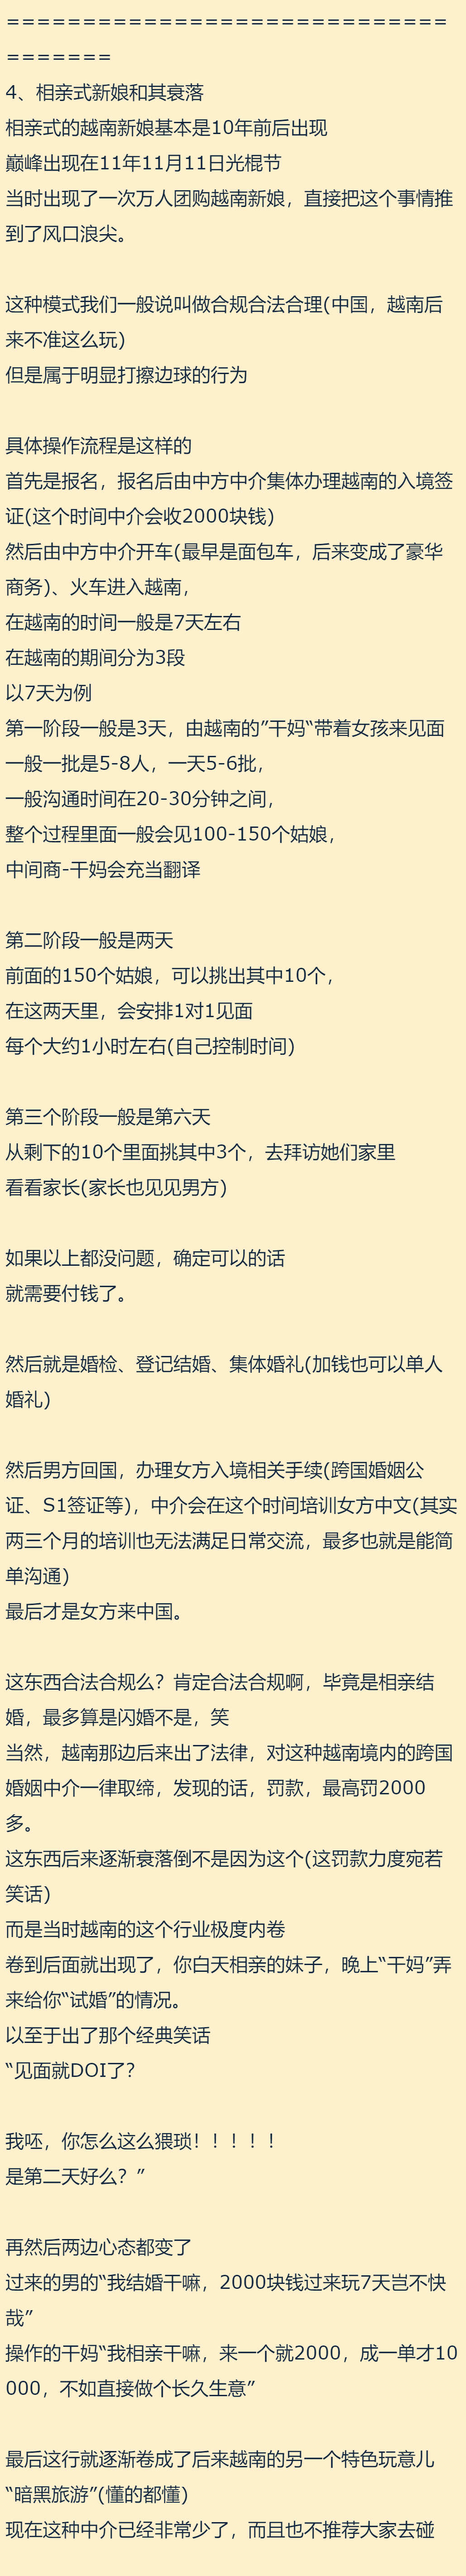 =============================
=======
4、相亲式新娘和其衰落
相亲式的越南新娘基本是10年前后出现
巅峰出现在11年11月11日光棍节
当时出现了一次万人团购越南新娘，直接把这个事情推
到了风口浪尖。
这种模式我们一般说叫做合规合法合理(中国，越南后
来不准这么玩)
但是属于明显打擦边球的行为
具体操作流程是这样的
首先是报名，报名后由中方中介集体办理越南的入境签
证(这个时间中介会收2000块钱)
然后由中方中介开车(最早是面包车，后来变成了豪华
商务)、火车进入越南，
在越南的时间一般是7天左右
在越南的期间分为3段
以7天为例
第一阶段一般是3天，由越南的”干妈“带着女孩来见面
一般一批是5-8人，一天5-6批，
一般沟通时间在20-30分钟之间，
整个过程里面一般会见100-150个姑娘，
中间商-干妈会充当翻译
第二阶段一般是两天
前面的150个姑娘，可以挑出其中10个，
在这两天里，会安排1对1见面
每个大约1小时左右(自己控制时间)
第三个阶段一般是第六天
从剩下的10个里面挑其中3个，去拜访她们家里
看看家长(家长也见见男方)
如果以上都没问题，确定可以的话
就需要付钱了。
然后就是婚检、登记结婚、集体婚礼(加钱也可以单人
婚礼)
然后男方回国，办理女方入境相关手续(跨国婚姻公
证、S1签证等)，中介会在这个时间培训女方中文(其实
两三个月的培训也无法满足日常交流，最多也就是能简
单沟通)
最后才是女方来中国。
这东西合法合规么？肯定合法合规啊，毕竟是相亲结
婚，最多算是闪婚不是，笑
当然，越南那边后来出了法律，对这种越南境内的跨国
婚姻中介一律取缔，发现的话，罚款，最高罚2000
多。
这东西后来逐渐衰落倒不是因为这个(这罚款力度宛若
笑话)
而是当时越南的这个行业极度内卷
卷到后面就出现了，你白天相亲的妹子，晚上“干妈”弄
来给你“试婚”的情况。
以至于出了那个经典笑话
“见面就DOI了？
我呸，你怎么这么猥琐！！！！！
是第二天好么？”
再然后两边心态都变了
过来的男的“我结婚干嘛，2000块钱过来玩7天岂不快
哉”
操作的干妈“我相亲干嘛，来一个就2000，成一单才10
000，不如直接做个长久生意”
最后这行就逐渐卷成了后来越南的另一个特色玩意儿
“暗黑旅游”(懂的都懂)
现在这种中介已经非常少了，而且也不推荐大家去碰